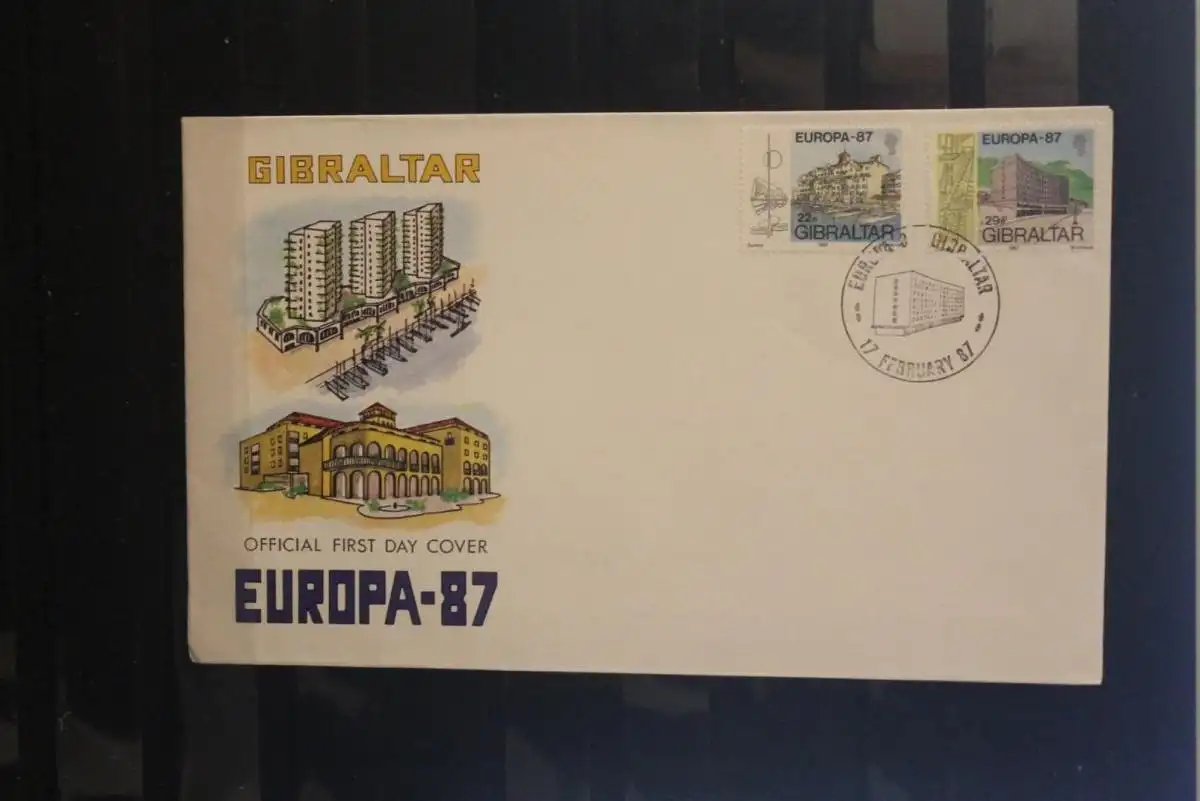 GIBRALTAR
OFFICIAL FIRST DAY COVER
EUROPA-87
EUROPA-87
22p
GIBRALTAR
1987
EUROPA-87
29p
GIBRALTAR
GIBRALTAR
17 FEBRUARY 87